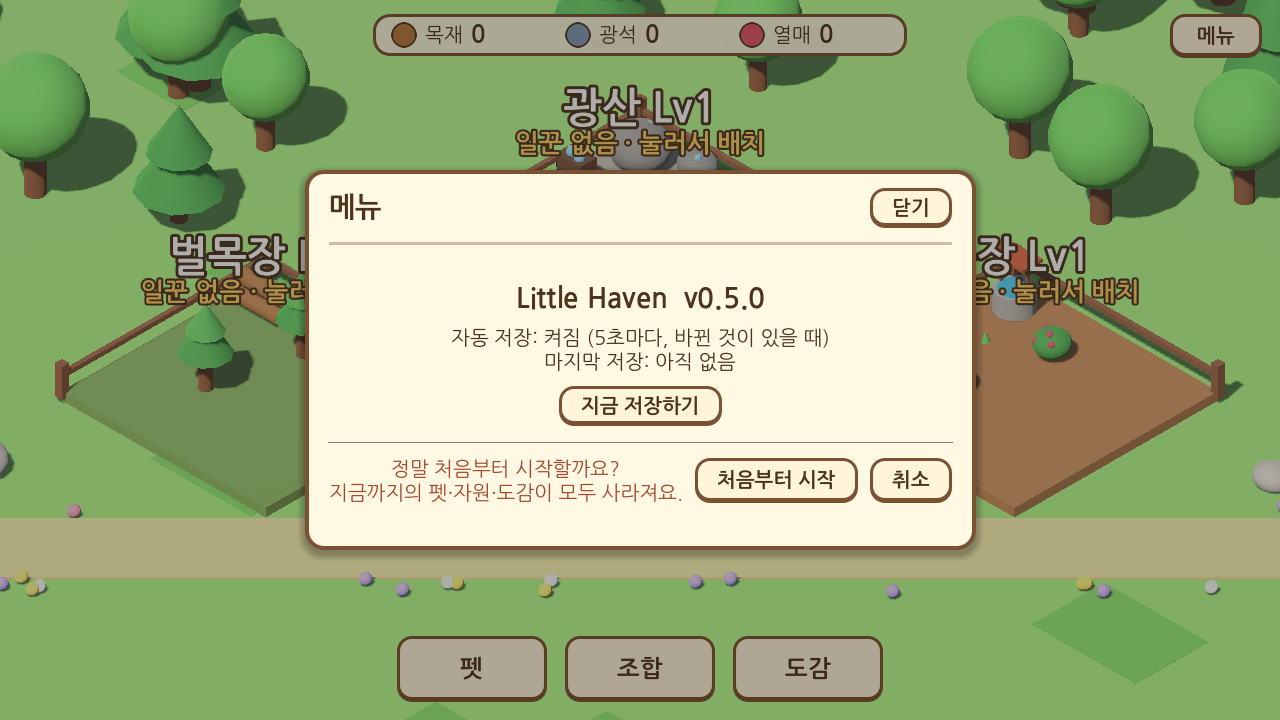 목재 0 광석 0 열매 0
메뉴
광산 Lv1
일꾼 없음 · 눌러서 배치
벌목장
일꾼 없음 · 눌러
장 Lv1
음 · 눌러서 배치
메뉴
닫기
Little Haven v0.5.0
자동 저장: 켜짐 (5초마다, 바뀐 것이 있을 때)
마지막 저장: 아직 없음
지금 저장하기
정말 처음부터 시작할까요?
지금까지의 펫·자원·도감이 모두 사라져요.
처음부터 시작
취소
펫
조합
도감